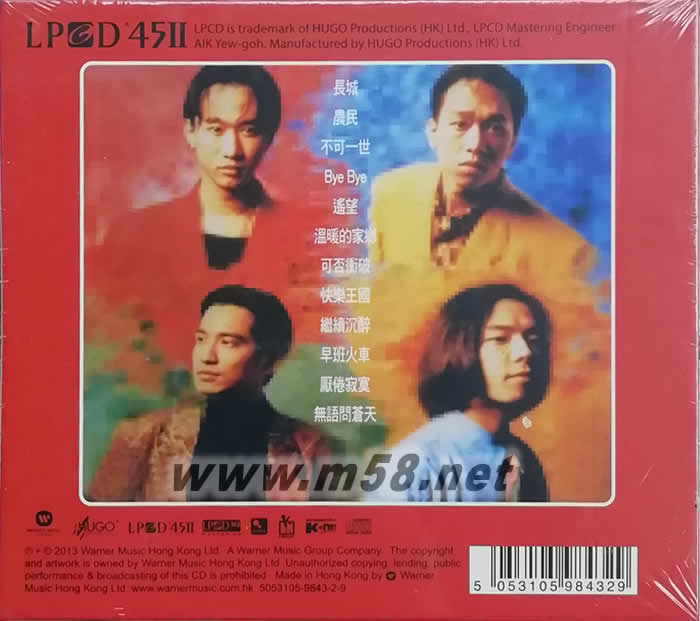 LPCD 45II
LPCD is trademark of HUGO Productions (HK) Ltd., LPCD Mastering Engineer
AIK Yew-goh. Manufactured by HUGO Productions (HK) Ltd.
長城
農民
不可一世
Bye Bye
遙望
溫暖的家鄉
可否衝破
快樂王國
繼續沉醉
早班火車
厭倦寂寞
無語問蒼天
www.m58.net
HUGO LPCD 45II
℗ + © 2013 Warner Music Hong Kong Ltd. A Warner Music Group Company. The copyright
and artwork is owned by Warner Music Hong Kong Ltd. Unauthorized copying, lending, public
performance & broadcasting of this CD is prohibited. Made in Hong Kong by Warner
Music Hong Kong Ltd. www.warnermusic.com.hk 5053105-9843-2-9
5 053105 984329